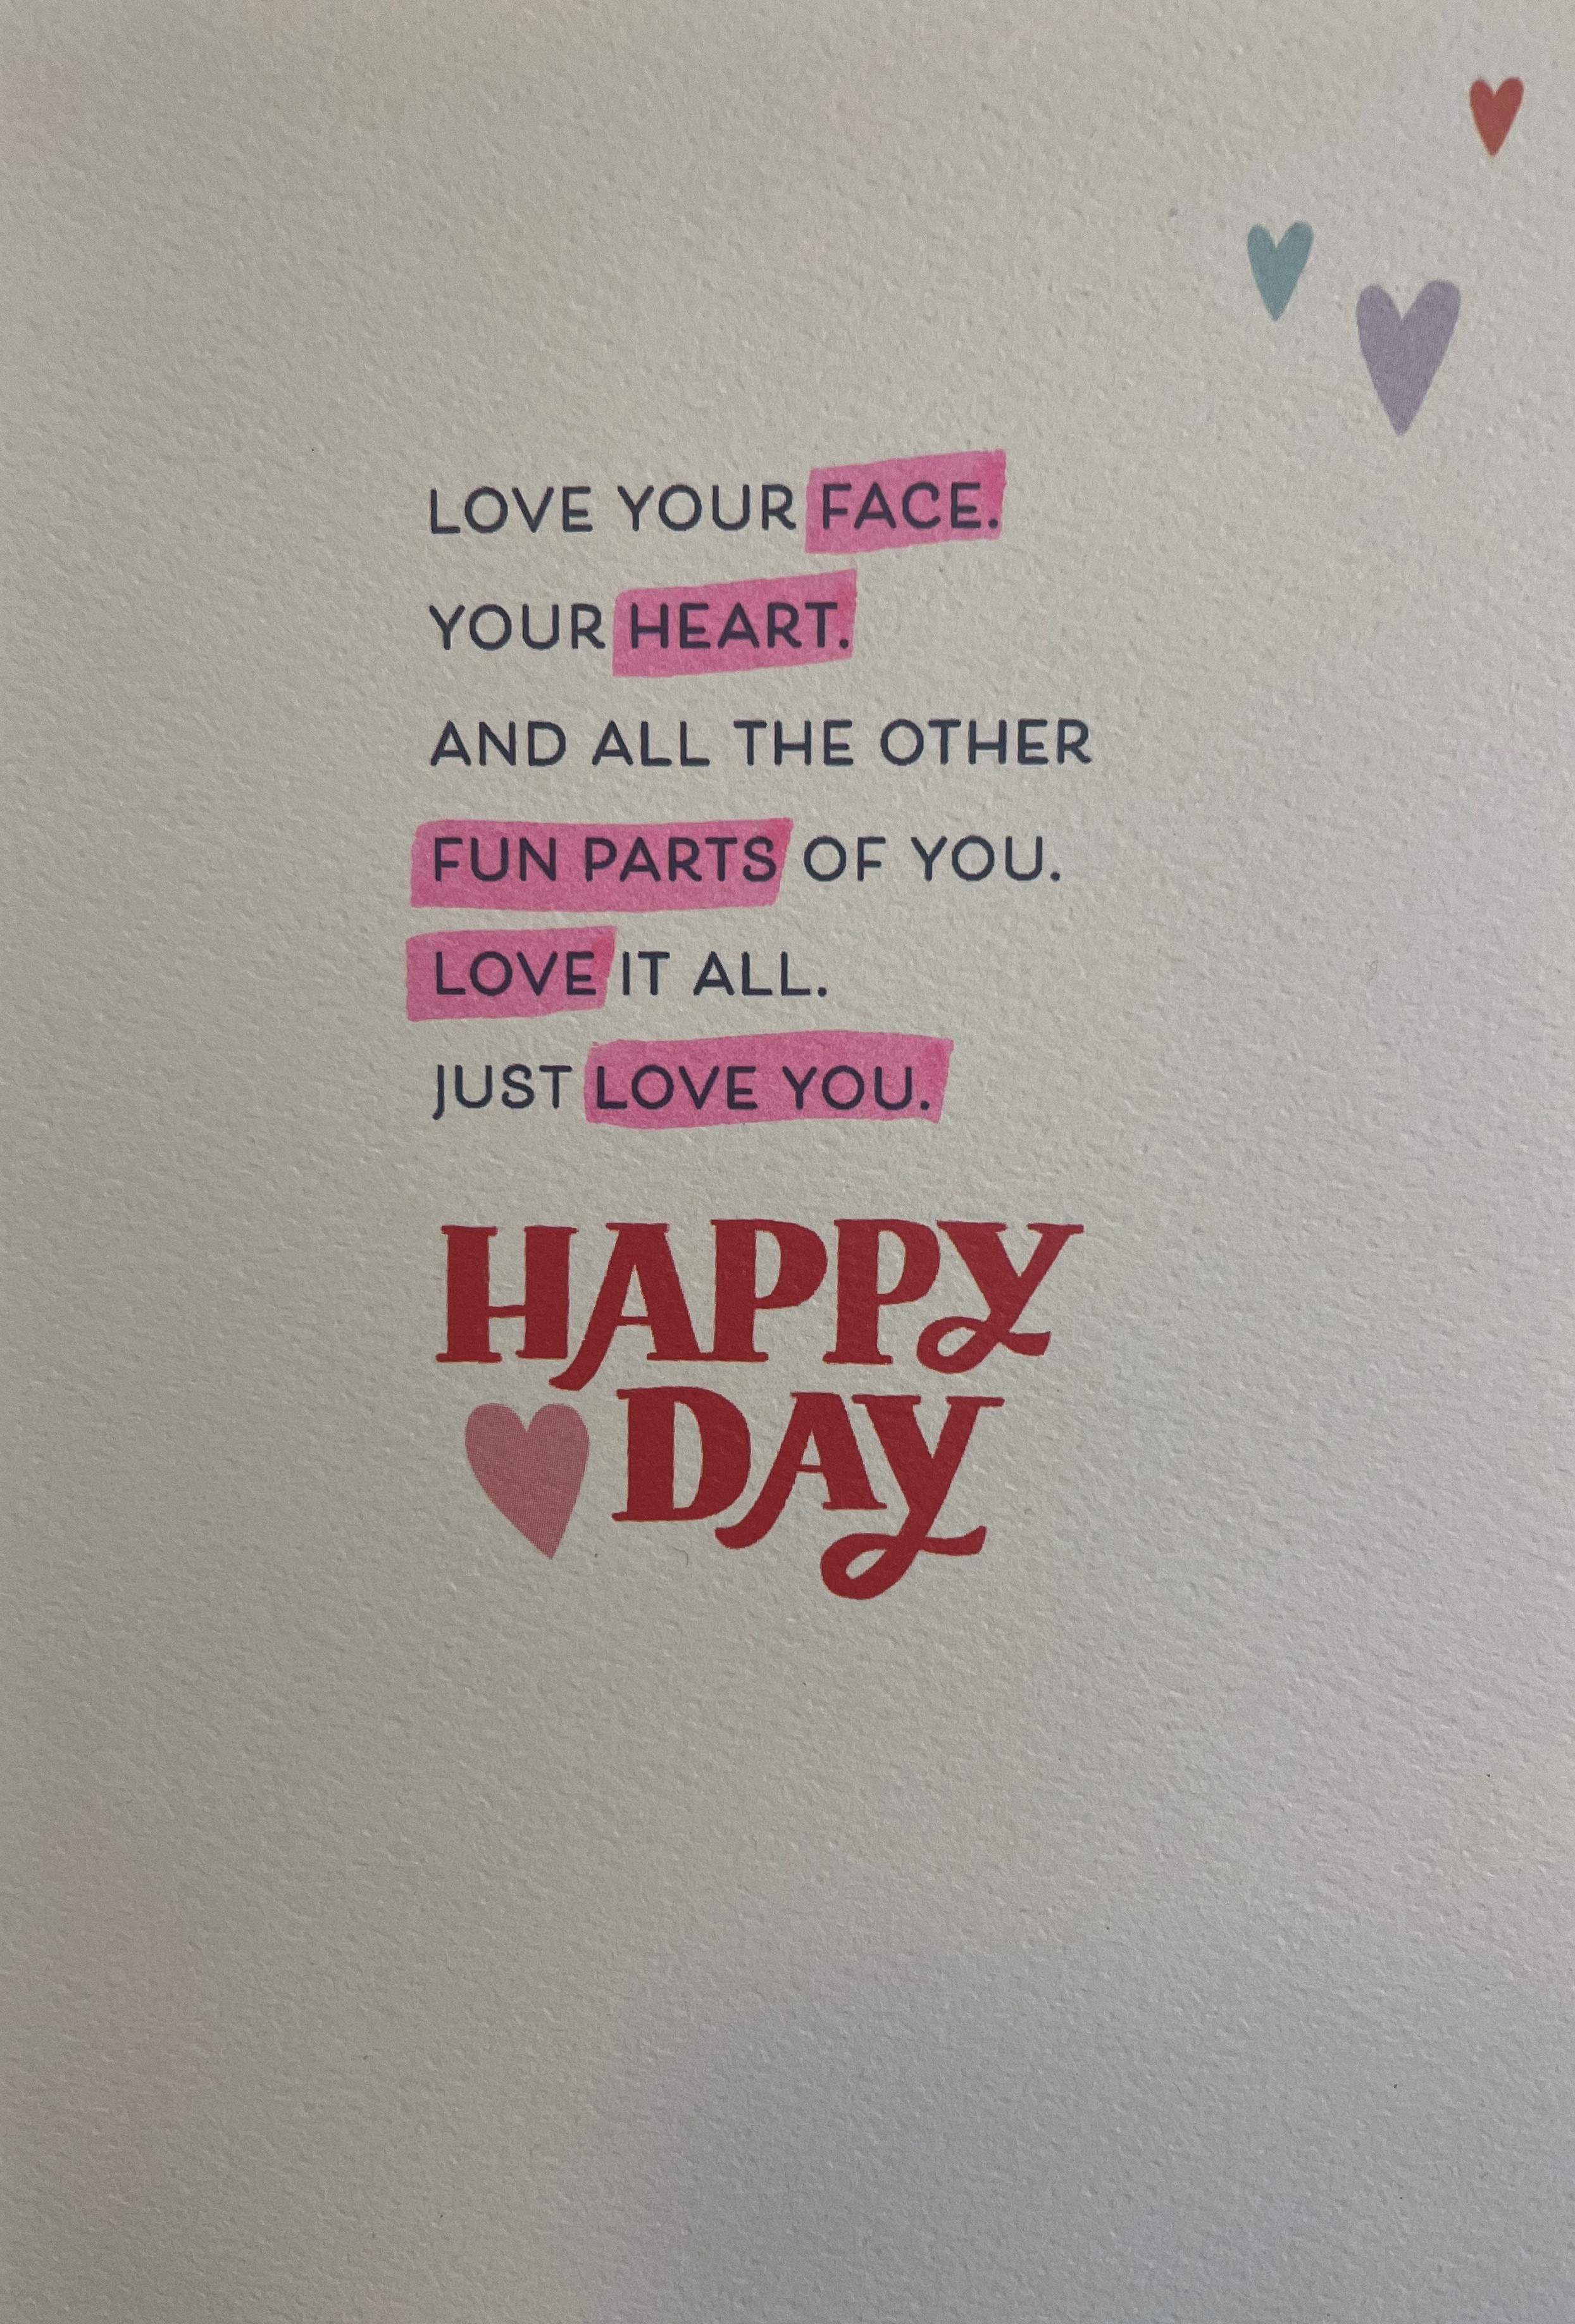 LOVE YOUR FACE.
YOUR HEART.
AND ALL THE OTHER
FUN PARTS OF YOU.
LOVE IT ALL.
JUST LOVE YOU.
HAPPY
DAY